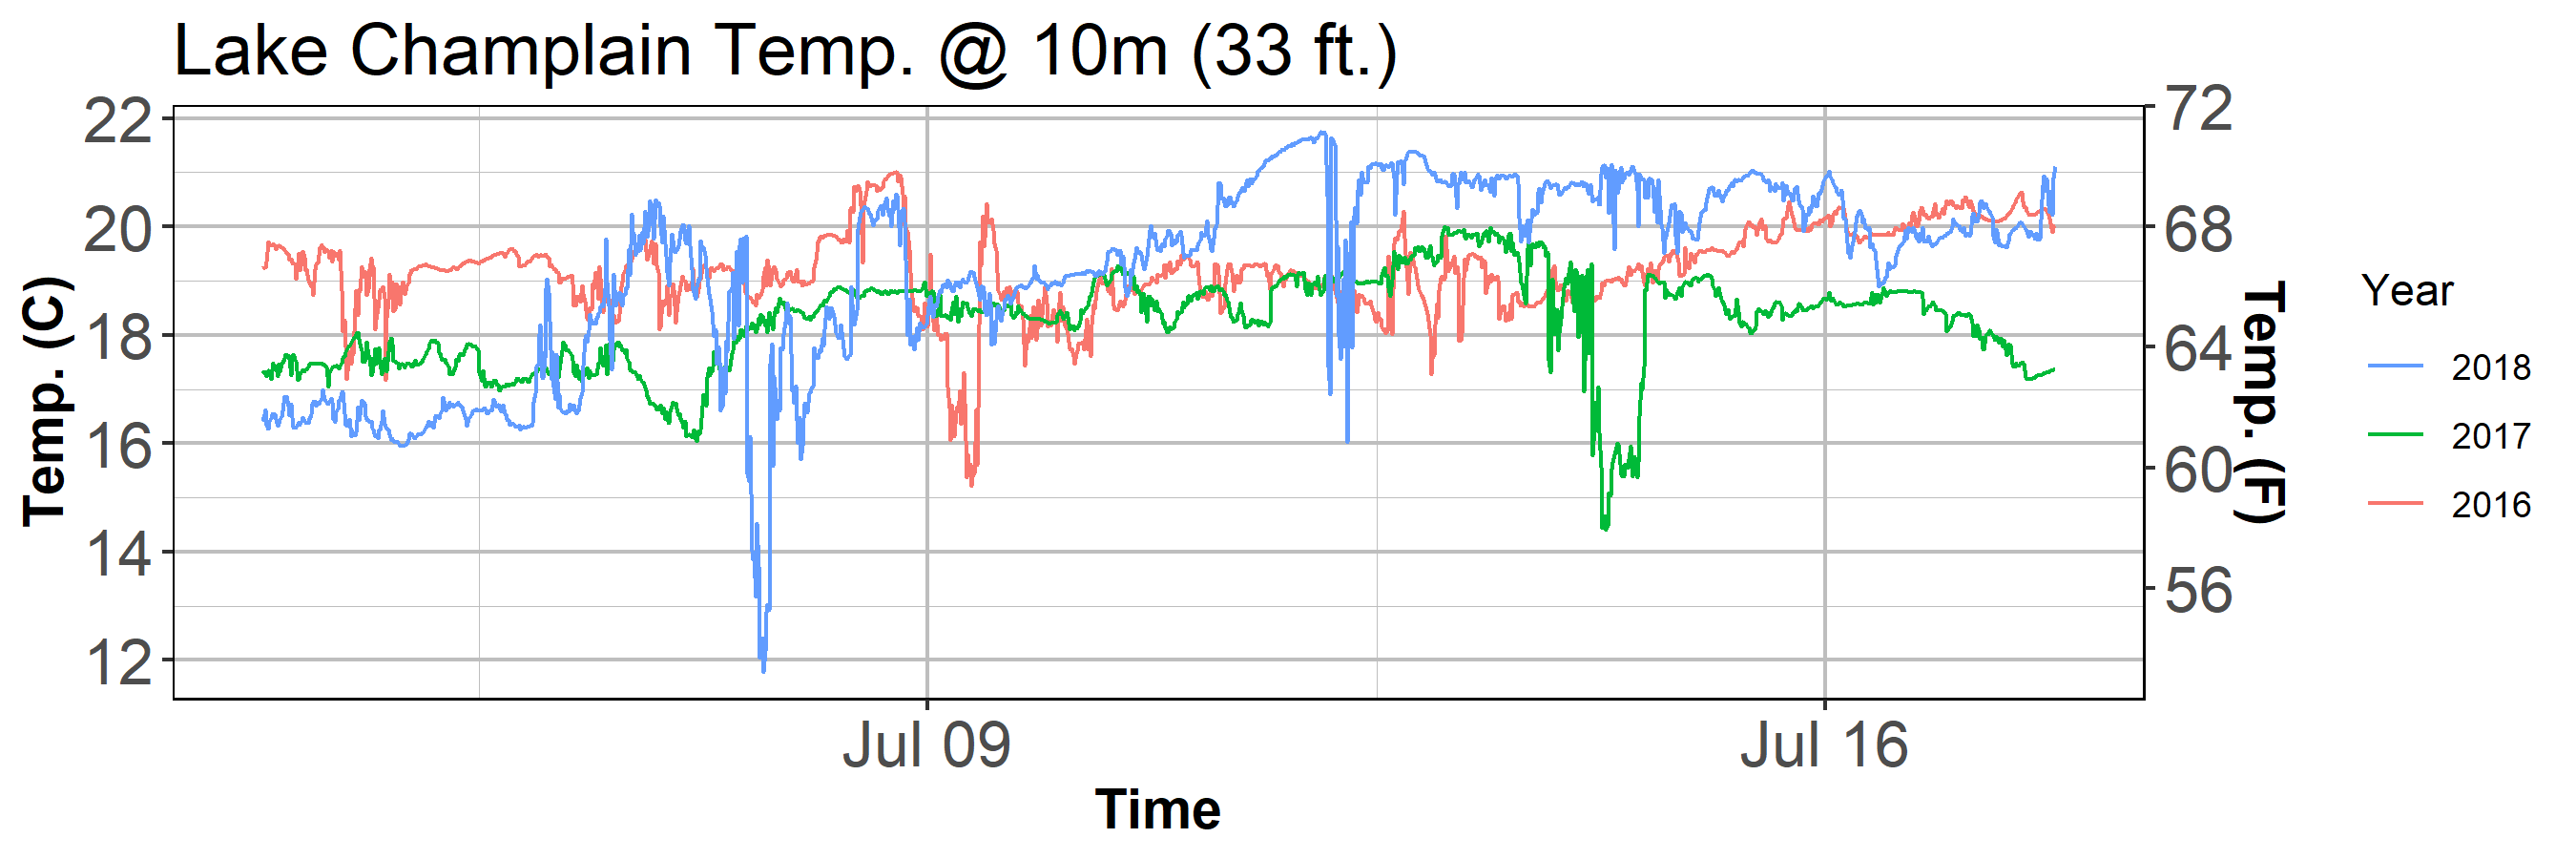 Lake Champlain Temp. @ 10m (33 ft.)
22
20
18
16
14
12
Temp. (C)
72
68
64
60
56
Temp. (F)
Jul 09
Jul 16
Time
Year
2018
2017
2016